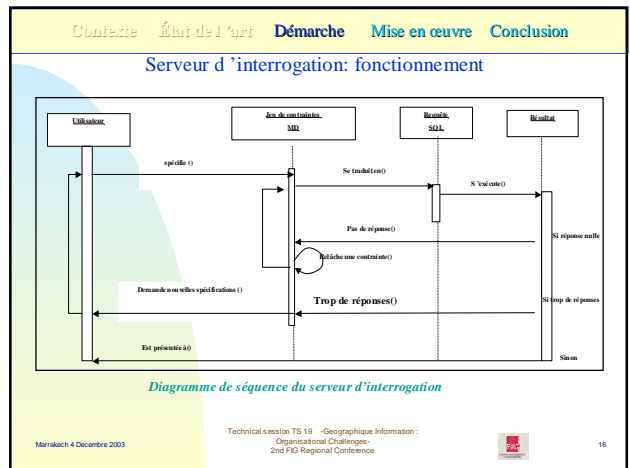 Contexte État de l ’art Démarche Mise en œuvre Conclusion
Serveur d ’interrogation: fonctionnement
Utilisateur
Jeu de contraintes
MD
Requête
SQL
Résultat
spécifie ()
Se traduit en()
S ’exécute()
Pas de réponse()
Si réponse nulle
Relâche une contrainte()
Demande nouvelles spécifications ()
Trop de réponses()
Si trop de réponses
Est présentée à()
Sinon
Diagramme de séquence du serveur d’interrogation
Marrakech 4 Decembre 2003
Technical session TS 19 -Geographique Information :
Organisational Challenges-
2nd FIG Regional Conference
16